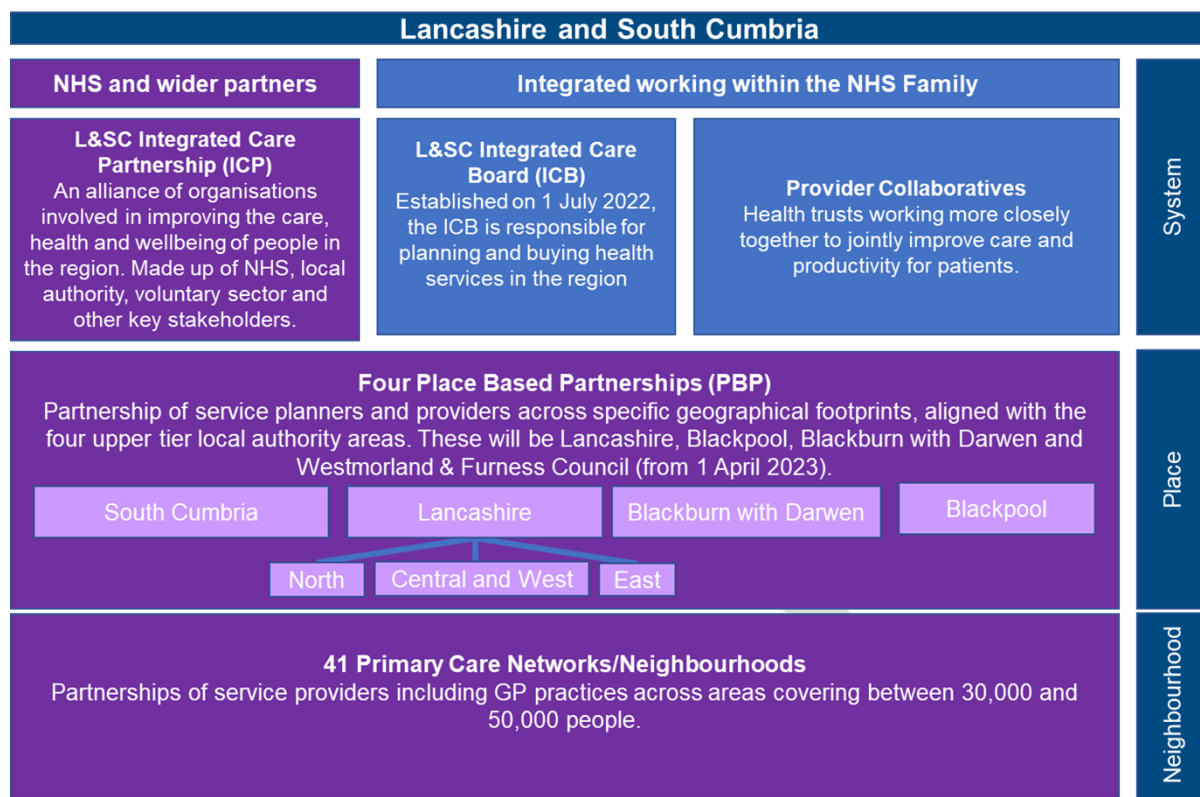 Lancashire and South Cumbria
NHS and wider partners
Integrated working within the NHS Family
System
L&SC Integrated Care
Partnership (ICP)
An alliance of organisations
involved in improving the care,
health and wellbeing of people in
the region. Made up of NHS, local
authority, voluntary sector and
other key stakeholders.
L&SC Integrated Care
Board (ICB)
Established on 1 July 2022,
the ICB is responsible for
planning and buying health
services in the region
Provider Collaboratives
Health trusts working more closely
together to jointly improve care and
productivity for patients.
Four Place Based Partnerships (PBP)
Partnership of service planners and providers across specific geographical footprints, aligned with the
four upper tier local authority areas. These will be Lancashire, Blackpool, Blackburn with Darwen and
Westmorland & Furness Council (from 1 April 2023).
South Cumbria
Lancashire
Blackburn with Darwen
Blackpool
North
Central and West
East
Place
41 Primary Care Networks/Neighbourhoods
Partnerships of service providers including GP practices across areas covering between 30,000 and
50,000 people.
Neighbourhood